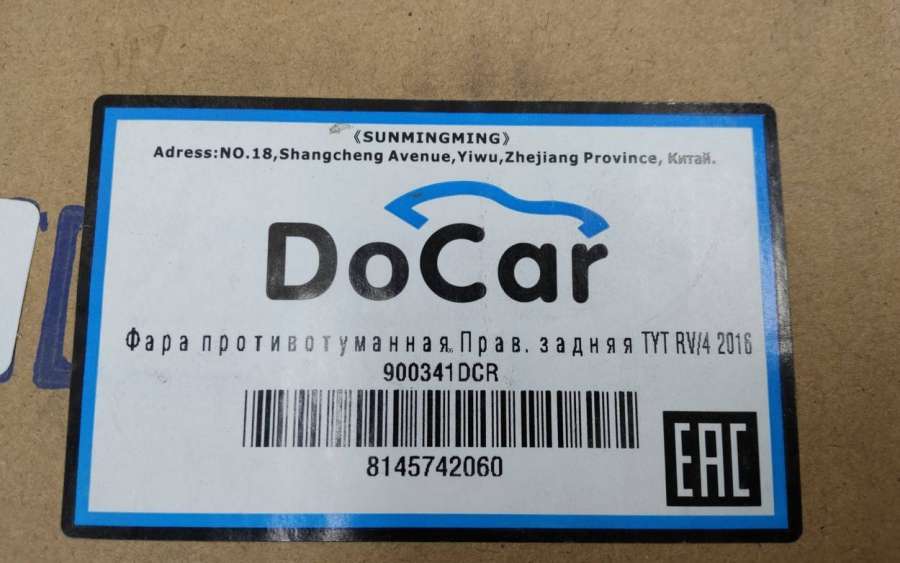 《SUNMINGMING》
Adress:NO.18,Shangcheng Avenue,Yiwu,Zhejiang Province, Китай.
DoCar
Фара противотуманная. Прав. задняя TYT RV/4 2016
900341DCR
8145742060
EAC